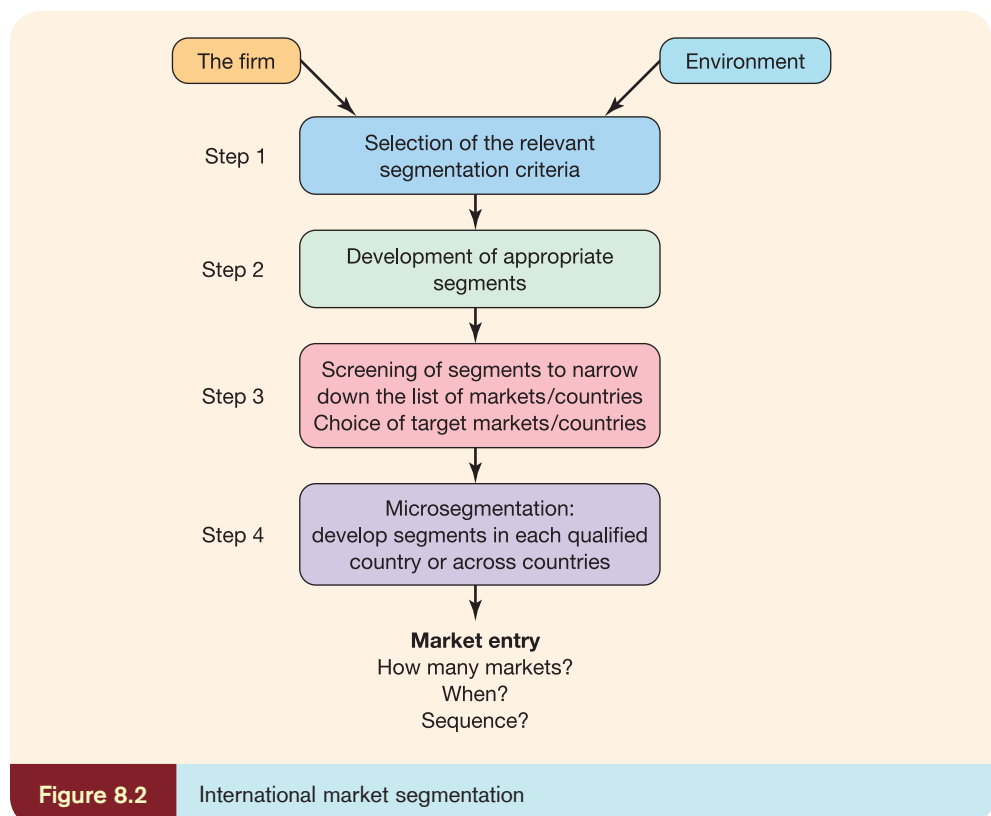 The firm
Environment
Step 1
Selection of the relevant
segmentation criteria
Step 2
Development of appropriate
segments
Step 3
Screening of segments to narrow
down the list of markets/countries
Choice of target markets/countries
Step 4
Microsegmentation:
develop segments in each qualified
country or across countries
Market entry
How many markets?
When?
Sequence?
Figure 8.2
International market segmentation